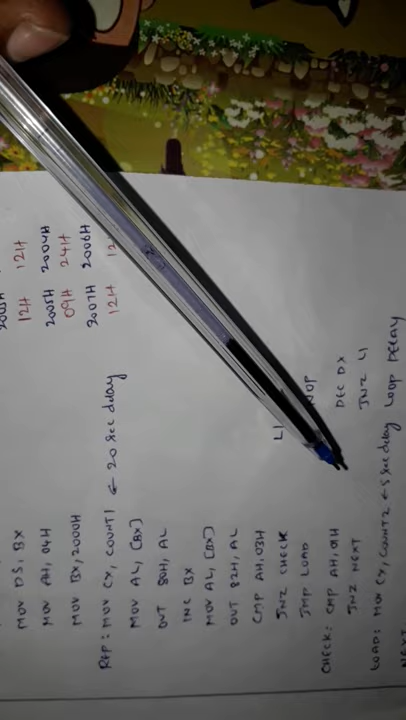 12H 12H
2005H 2004H
09H 24H
2007H 2006H
12H
MOV DS, BX
MOV AH, 04H
MOV BX, 2000H
REP: MOV CX, COUNT1 ← 20 sec delay
MOV AL, [BX]
OUT 80H, AL
INC BX
MOV AL, [BX]
OUT 82H, AL
CMP AH, 03H
JNZ CHECK
JMP LOAD
CHECK: CMP AH, 01H
JNZ NEXT
LOAD: MOV CX, COUNT2 ← 5 sec delay
L1
DEC DX
JNZ L1
LOOP DELAY